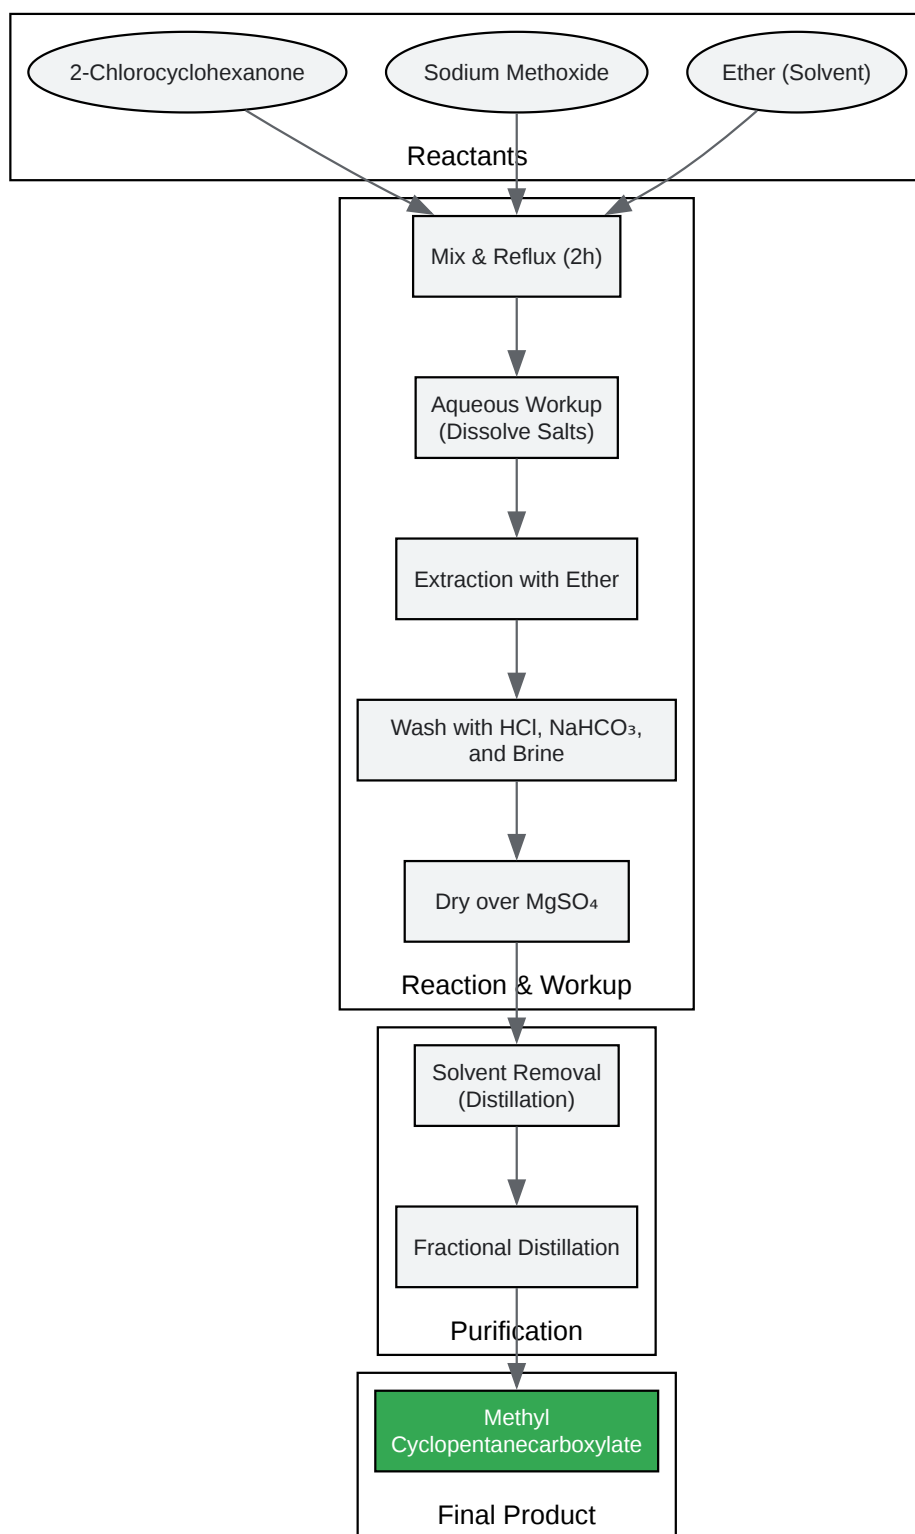 2-Chlorocyclohexanone
Sodium Methoxide
Ether (Solvent)
Reactants
Mix & Reflux (2h)
Aqueous Workup
(Dissolve Salts)
Extraction with Ether
Wash with HCl, NaHCO₃,
and Brine
Dry over MgSO₄
Reaction & Workup
Solvent Removal
(Distillation)
Fractional Distillation
Purification
Methyl
Cyclopentanecarboxylate
Final Product